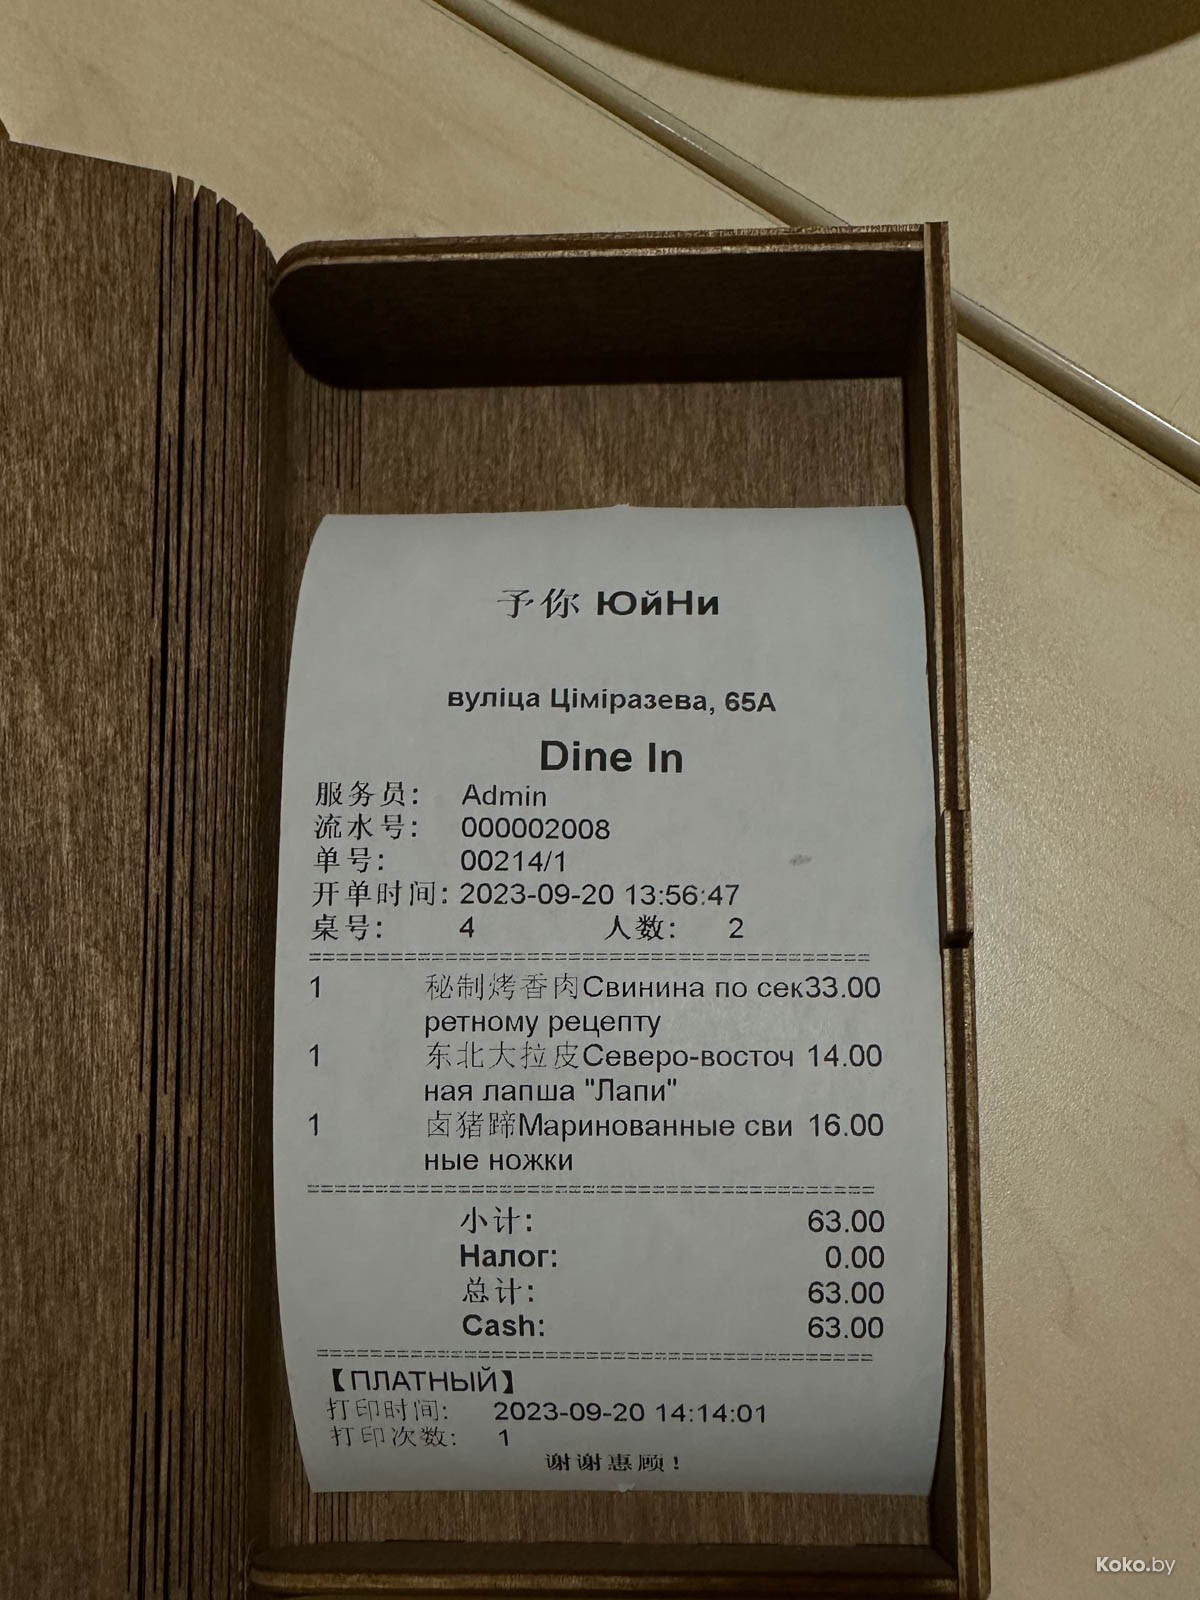 予你 ЮйНи
вуліца Ціміразева, 65А
Dine In
服务员: Admin
流水号: 000002008
单号: 00214/1
开单时间: 2023-09-20 13:56:47
桌号: 4 人数: 2
1 秘制烤香肉Свинина по сек33.00
ретному рецепту
1 东北大拉皮Северо-восточ 14.00
ная лапша "Лапи"
1 卤猪蹄Маринованные сви 16.00
ные ножки
小计: 63.00
Налог: 0.00
总计: 63.00
Cash: 63.00
【ПЛАТНЫЙ】
打印时间: 2023-09-20 14:14:01
打印次数: 1
谢谢惠顾!
Koko.by